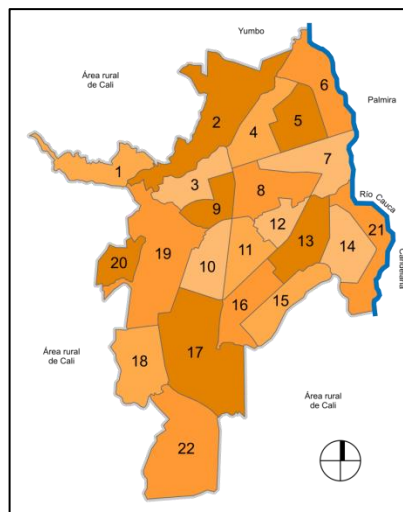 Yumbo
Área rural
de Cali
6
Palmira
2
5
4
7
1
3
8
Río Cauca
9
12
21
13
14
19
11
20
10
Candelaria
16
15
Área rural
de Cali
17
18
Área rural
de Cali
22